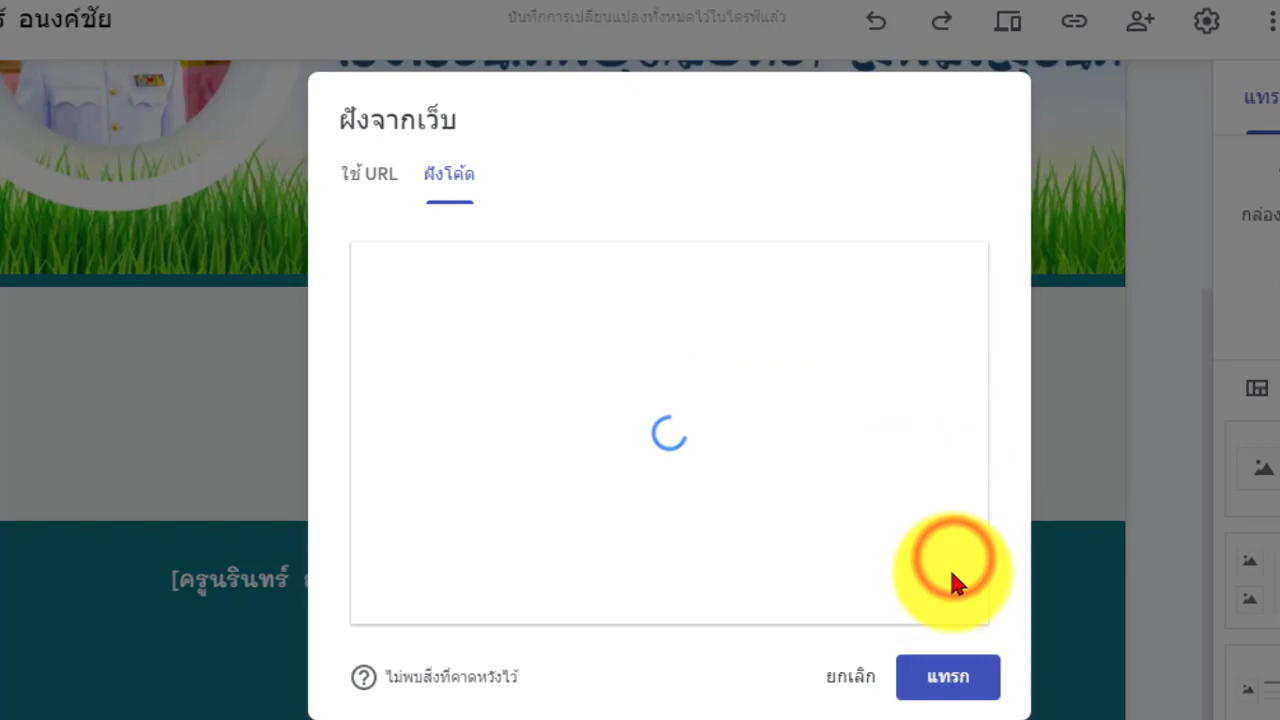 อนงค์ชัย
บันทึกการเปลี่ยนแปลงทั้งหมดไว้ในไดรฟ์แล้ว
ฝังจากเว็บ
แทร
ใช้ URL
ฝังโค้ด
กล่อง
[ครูนรินทร์
ไม่พบสิ่งที่คาดหวังไว้
ยกเลิก
แทรก